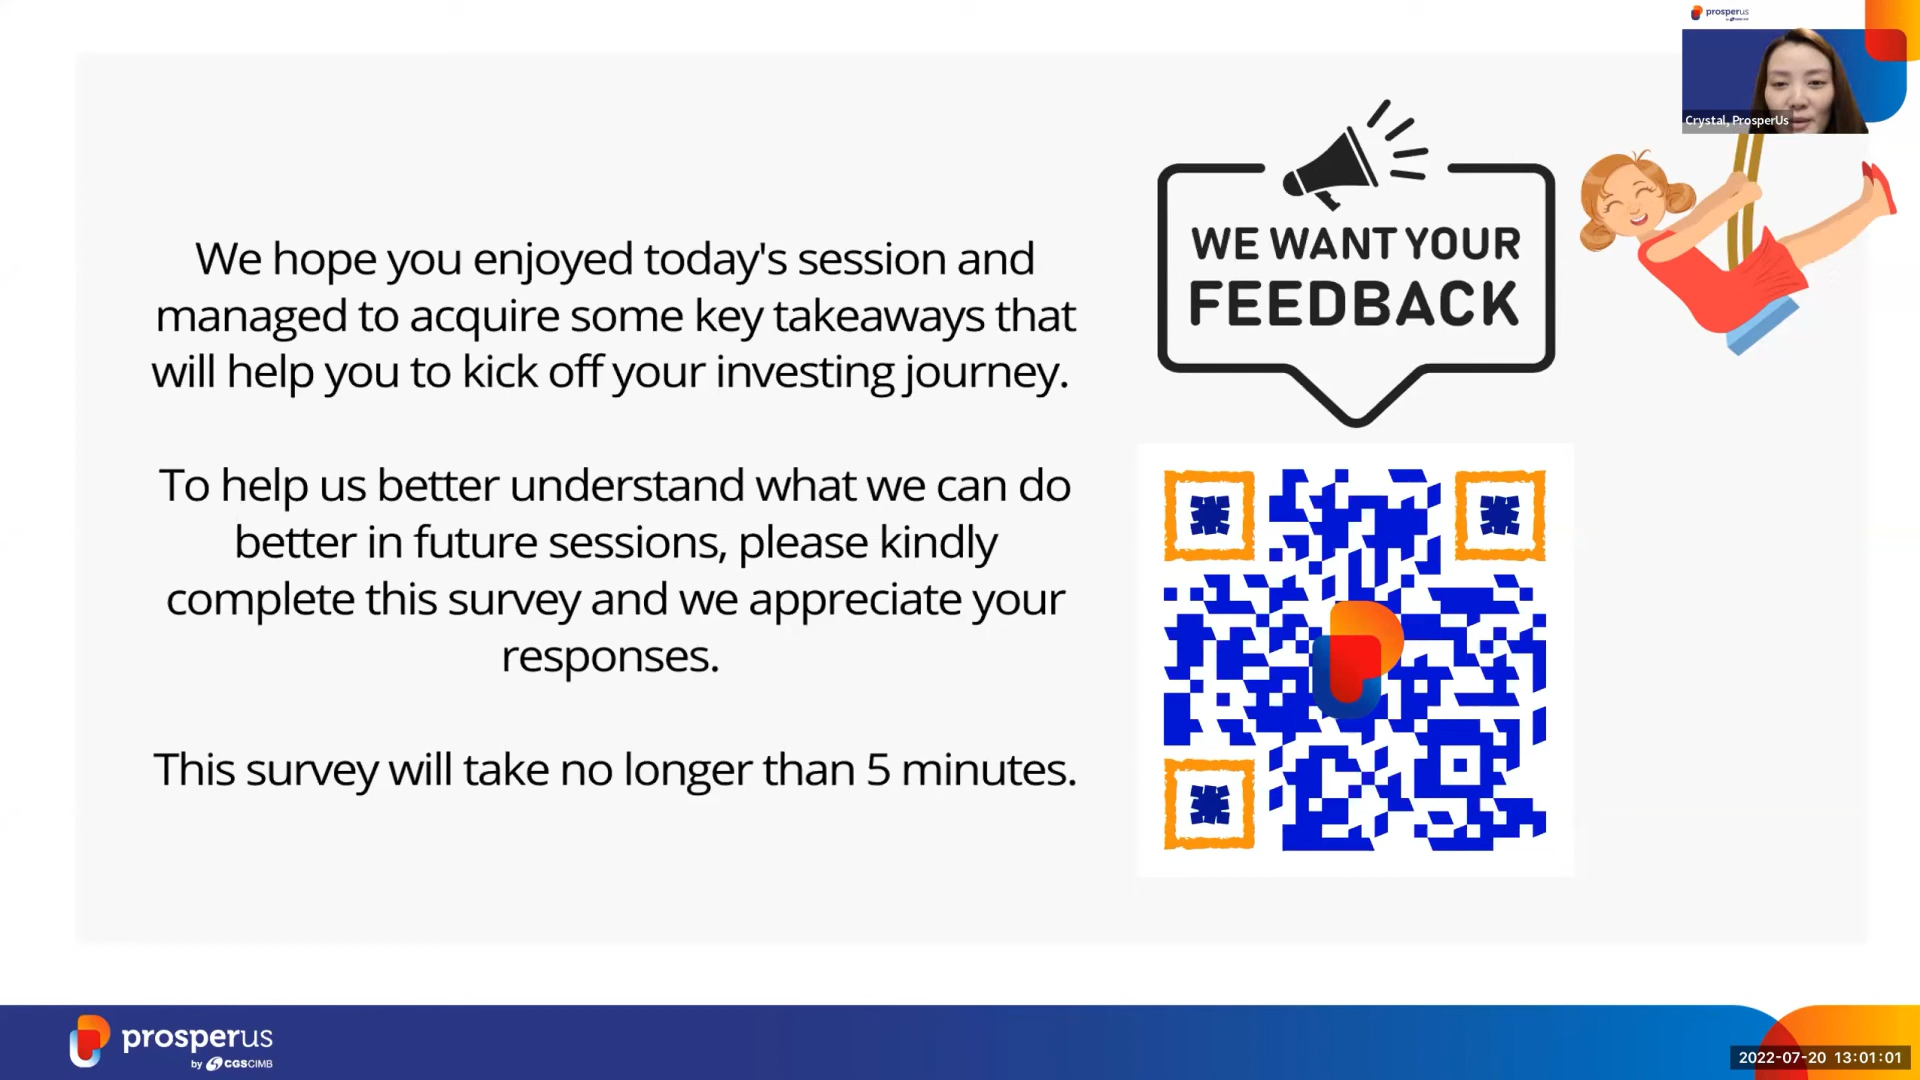 prosperus
Crystal, ProsperUs
We hope you enjoyed today's session and
managed to acquire some key takeaways that
will help you to kick off your investing journey.
To help us better understand what we can do
better in future sessions, please kindly
complete this survey and we appreciate your
responses.
This survey will take no longer than 5 minutes.
WE WANT YOUR
FEEDBACK
prosperus
by CGSCIMB
2022-07-20 13:01:01